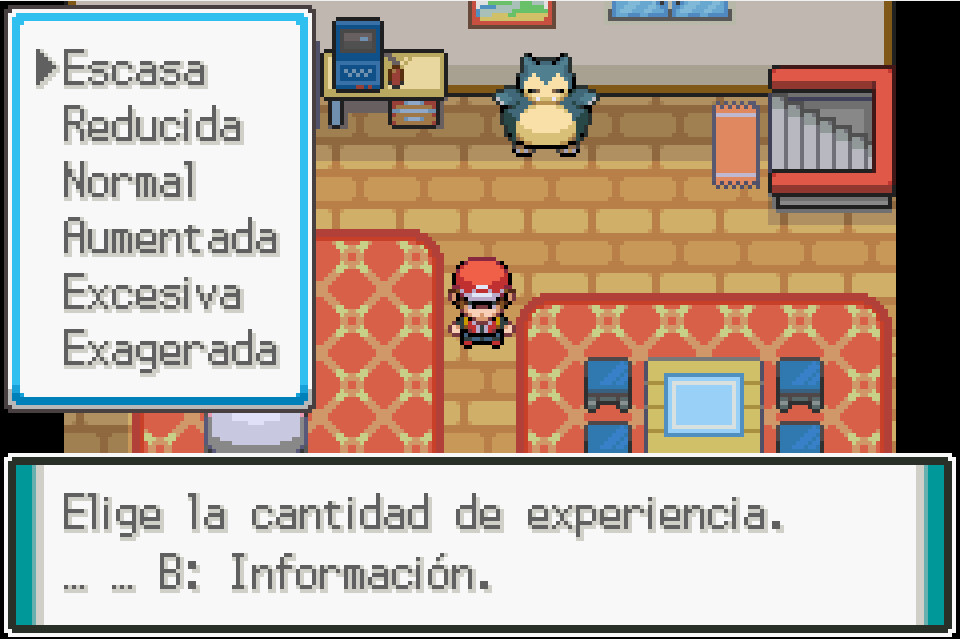 Escasa
Reducida
Normal
Aumentada
Excesiva
Exagerada
Elige la cantidad de experiencia.
… … B: Información.